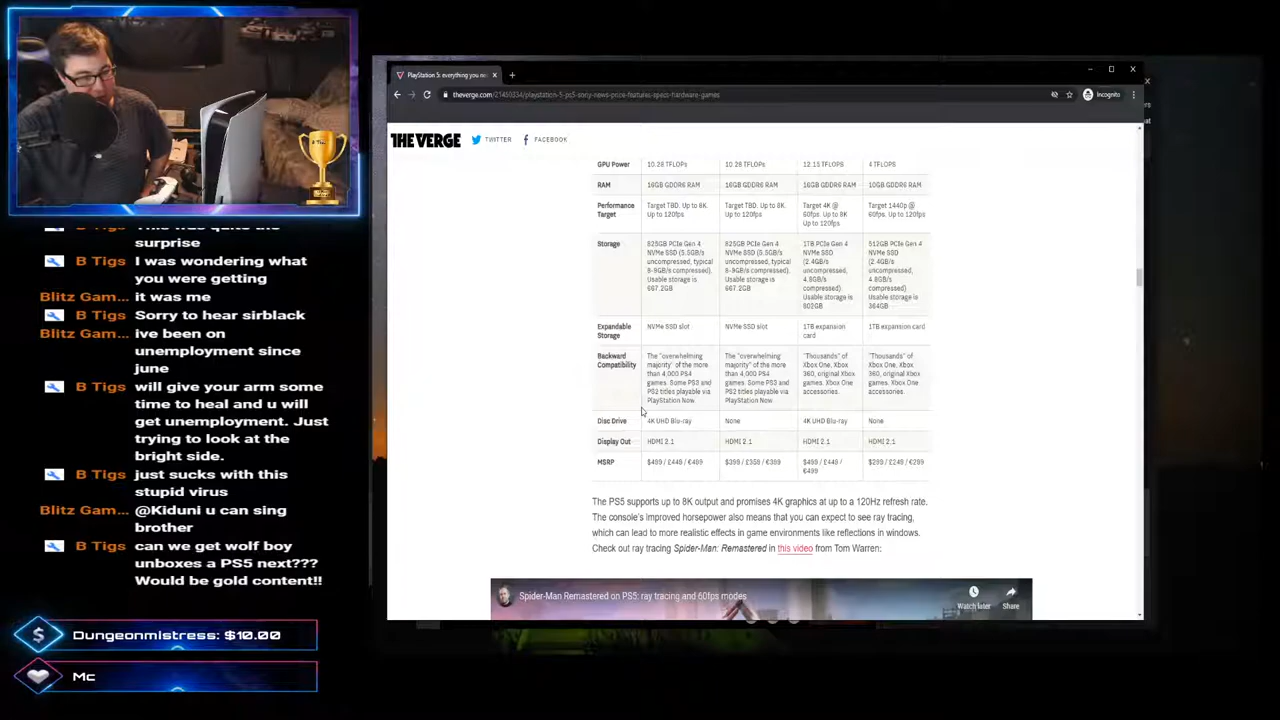 This was quite the
surprise
B Tigs I was wondering what
you were getting
Blitz Gam... it was me
B Tigs Sorry to hear sirblack
Blitz Gam... ive been on
unemployment since
june
B Tigs will give your arm some
time to heal and u will
get unemployment. Just
trying to look at the
bright side.
B Tigs just sucks with this
stupid virus
Blitz Gam... @Kiduni u can sing
brother
B Tigs can we get wolf boy
unboxes a PS5 next???
Would be gold content!!
Dungeonmistress: $10.00
Mc
PlayStation 5: everything you nee
theverge.com/21450334/playstation-5-ps5-sony-news-price-features-specs-hardware-games
Incognito
THE VERGE TWITTER FACEBOOK
GPU Power 10.28 TFLOPs 10.28 TFLOPs 12.15 TFLOPS 4 TFLOPS
RAM 16GB GDDR6 RAM 16GB GDDR6 RAM 16GB GDDR6 RAM 10GB GDDR6 RAM
Performance
Target
Target TBD. Up to 8K.
Up to 120fps
Target TBD. Up to 8K.
Up to 120fps
Target 4K @
60fps. Up to 8K
Up to 120fps
Target 1440p @
60fps. Up to 120fps
Storage
825GB PCIe Gen 4
NVMe SSD (5.5GB/s
uncompressed, typical
8-9GB/s compressed).
Usable storage is
667.2GB
825GB PCIe Gen 4
NVMe SSD (5.5GB/s
uncompressed, typical
8-9GB/s compressed).
Usable storage is
667.2GB
1TB PCIe Gen 4
NVMe SSD
(2.4GB/s
uncompressed,
4.8GB/s
compressed)
Usable storage is
802GB
512GB PCIe Gen 4
NVMe SSD
(2.4GB/s
uncompressed,
4.8GB/s
compressed)
Usable storage is
364GB
Expandable
Storage
NVMe SSD slot
NVMe SSD slot
1TB expansion
card
1TB expansion card
Backward
Compatibility
The "overwhelming
majority" of the more
than 4,000 PS4
games. Some PS3 and
PS2 titles playable via
PlayStation Now
The "overwhelming
majority" of the more
than 4,000 PS4
games. Some PS3 and
PS2 titles playable via
PlayStation Now
"Thousands" of
Xbox One, Xbox
360, original Xbox
games. Xbox One
accessories.
"Thousands" of
Xbox One, Xbox
360, original Xbox
games. Xbox One
accessories.
Disc Drive 4K UHD Blu-ray None 4K UHD Blu-ray None
Display Out HDMI 2.1 HDMI 2.1 HDMI 2.1 HDMI 2.1
MSRP $499 / £449 / €499 $399 / £359 / €399 $499 / £449 /
€499 $299 / £249 / €299
The PS5 supports up to 8K output and promises 4K graphics at up to a 120Hz refresh rate.
The console's improved horsepower also means that you can expect to see ray tracing,
which can lead to more realistic effects in game environments like reflections in windows.
Check out ray tracing Spider-Man: Remastered in this video from Tom Warren:
Spider-Man Remastered on PS5: ray tracing and 60fps modes
Watch later Share